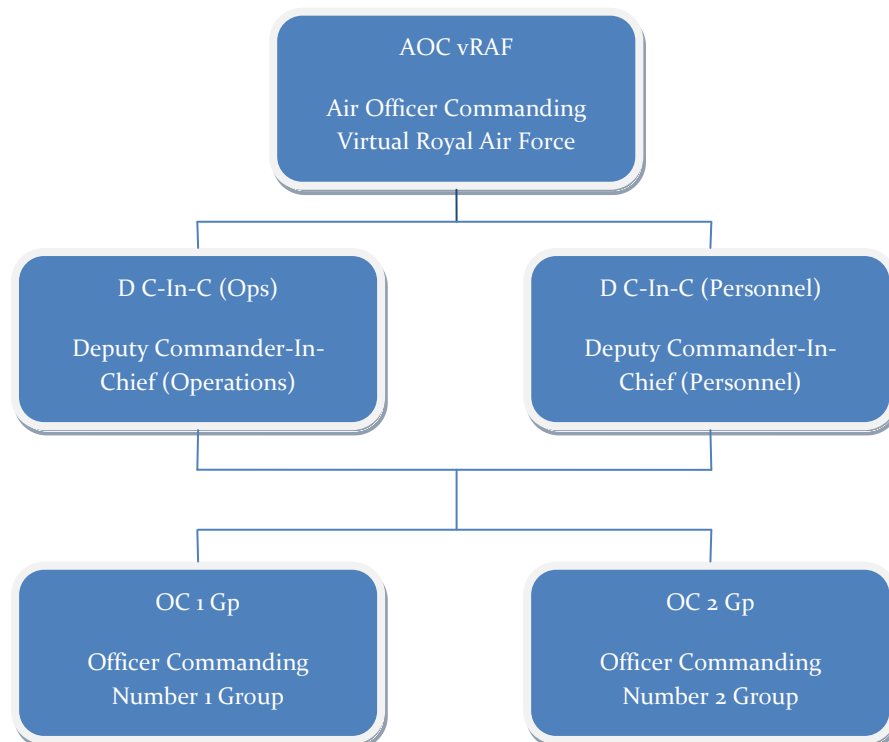 AOC vRAF
Air Officer Commanding
Virtual Royal Air Force
D C-In-C (Ops)
Deputy Commander-In-
Chief (Operations)
D C-In-C (Personnel)
Deputy Commander-In-
Chief (Personnel)
OC 1 Gp
Officer Commanding
Number 1 Group
OC 2 Gp
Officer Commanding
Number 2 Group